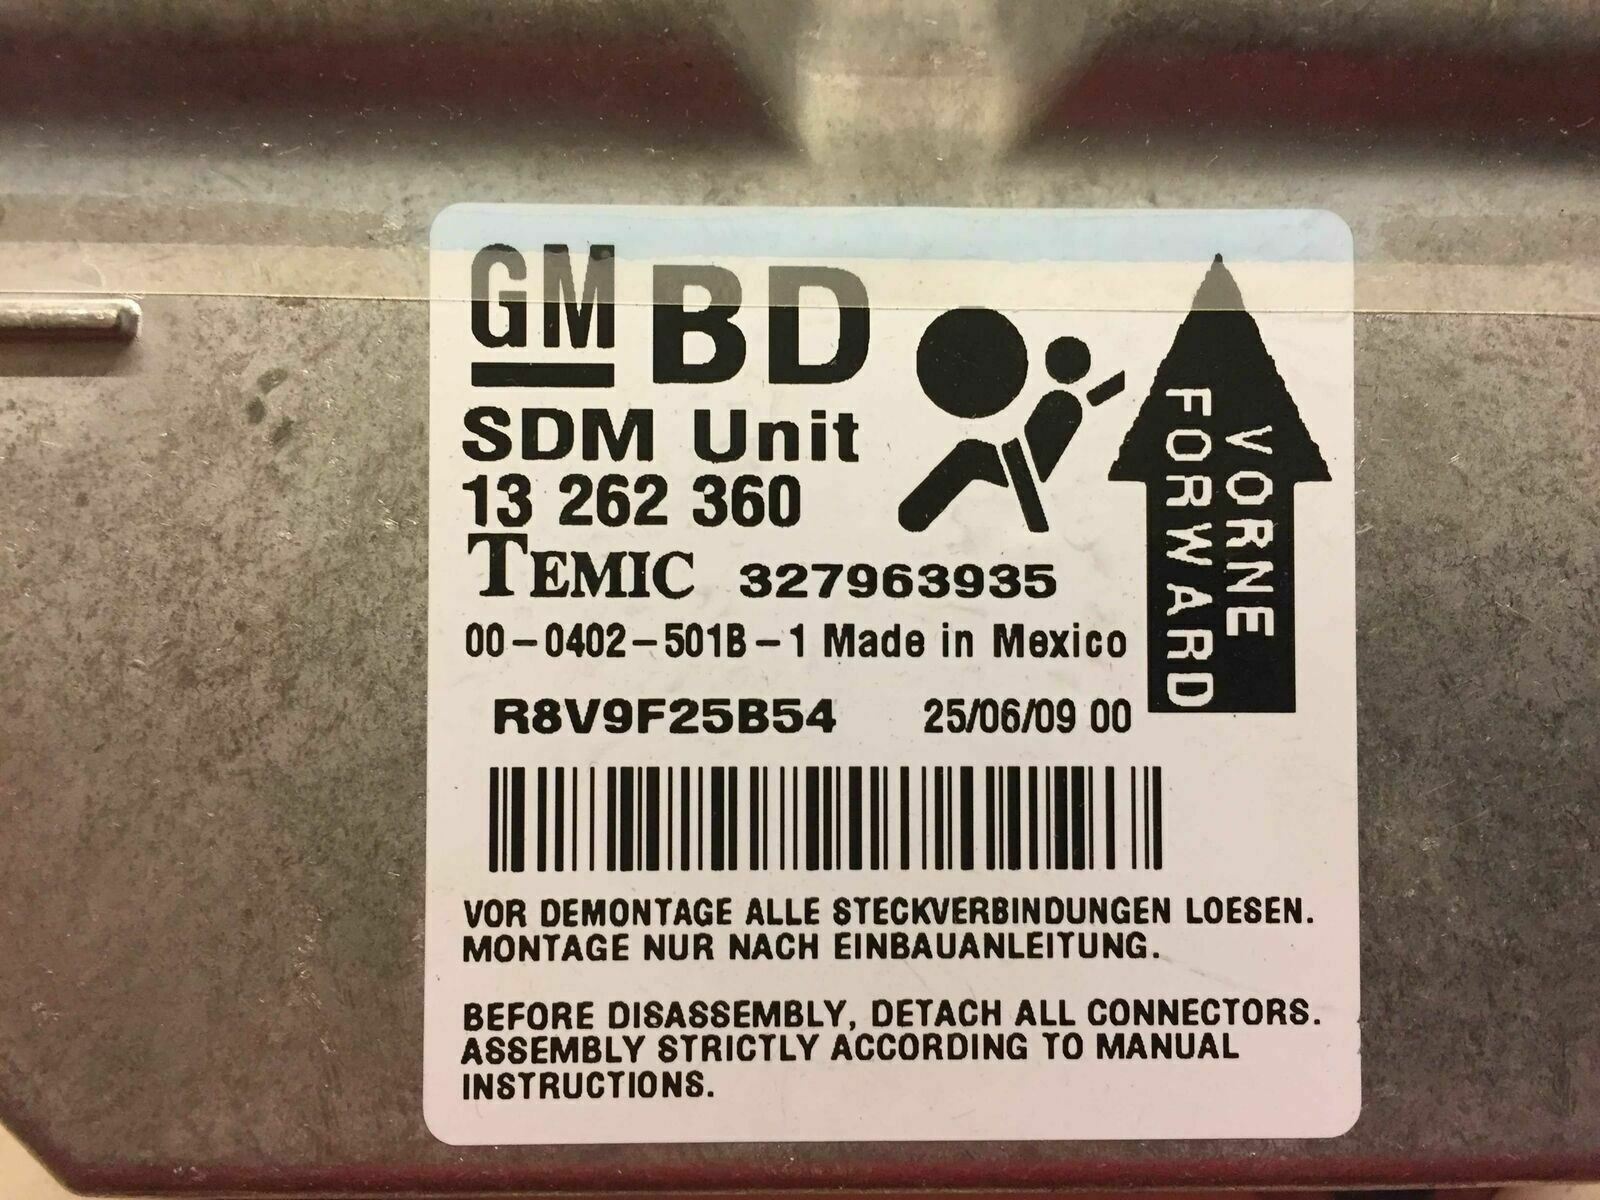 GM BD
SDM Unit
13 262 360
TEMIC 327963935
00-0402-501B-1 Made in Mexico
R8V9F25B54 25/06/09 00
VORNE
FORWARD
VOR DEMONTAGE ALLE STECKVERBINDUNGEN LOESEN.
MONTAGE NUR NACH EINBAUANLEITUNG.
BEFORE DISASSEMBLY, DETACH ALL CONNECTORS.
ASSEMBLY STRICTLY ACCORDING TO MANUAL
INSTRUCTIONS.